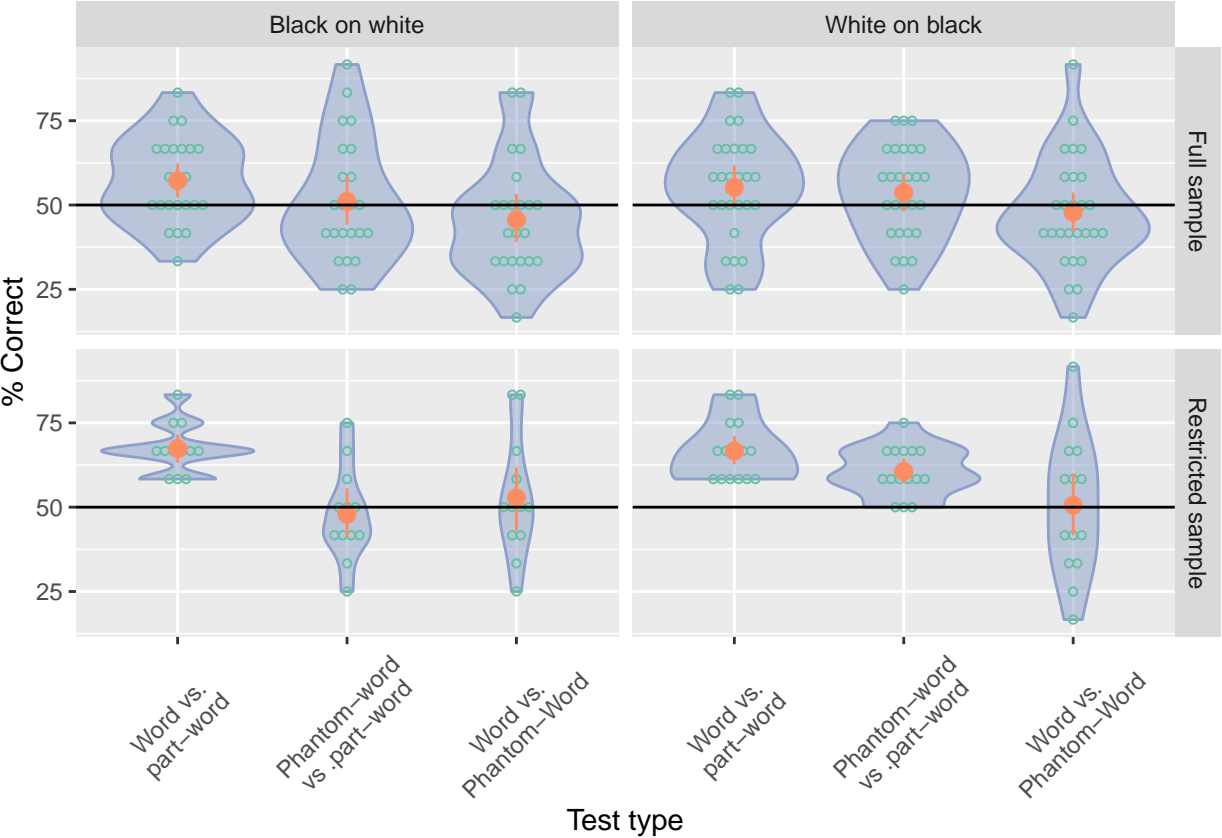 Black on white
White on black
75
50
25
Full sample
75
50
25
Restricted sample
% Correct
Word vs.
part−word
Phantom−word
vs .part−word
Word vs.
Phantom−Word
Word vs.
part−word
Phantom−word
vs .part−word
Word vs.
Phantom−Word
Test type